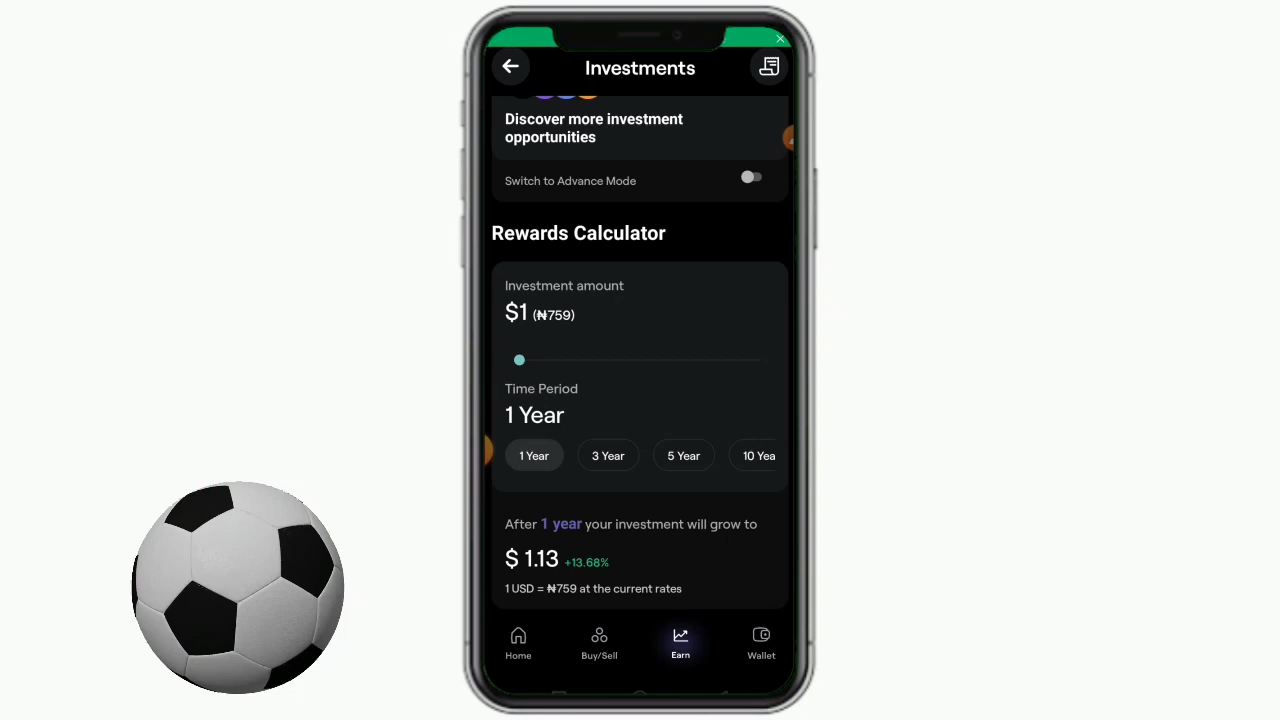 Investments
Discover more investment
opportunities
Switch to Advance Mode
Rewards Calculator
Investment amount
$1 (₦759)
Time Period
1 Year
1 Year 3 Year 5 Year 10 Yea
After 1 year your investment will grow to
$ 1.13 +13.68%
1 USD = ₦759 at the current rates
Home Buy/Sell Earn Wallet